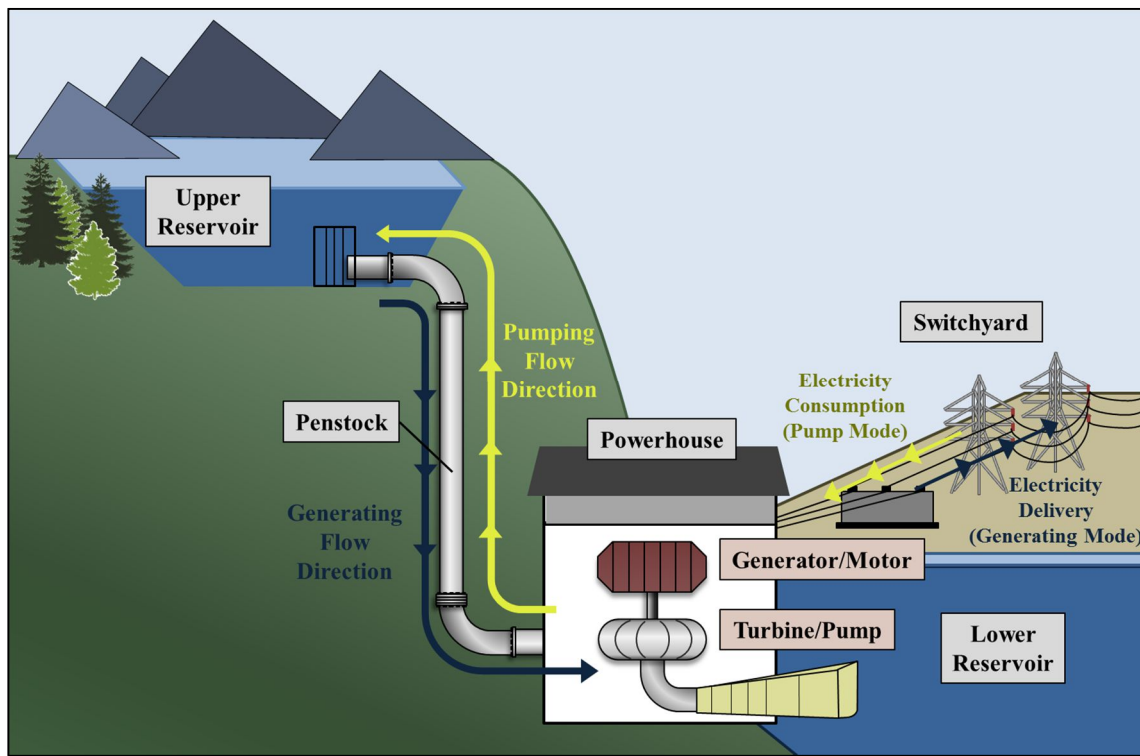 Upper
Reservoir
Pumping
Flow
Direction
Switchyard
Electricity
Consumption
(Pump Mode)
Penstock
Powerhouse
Generating
Flow
Direction
Electricity
Delivery
(Generating Mode)
Generator/Motor
Turbine/Pump
Lower
Reservoir